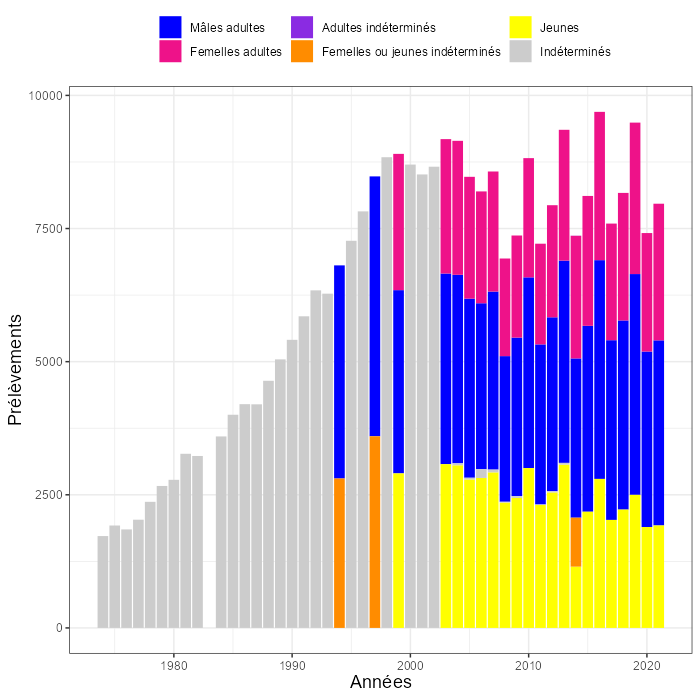 Mâles adultes Adultes indéterminés Jeunes
Femelles adultes Femelles ou jeunes indéterminés Indéterminés
10000
7500
5000
2500
0
Prélèvements
1980 1990 2000 2010 2020
Années